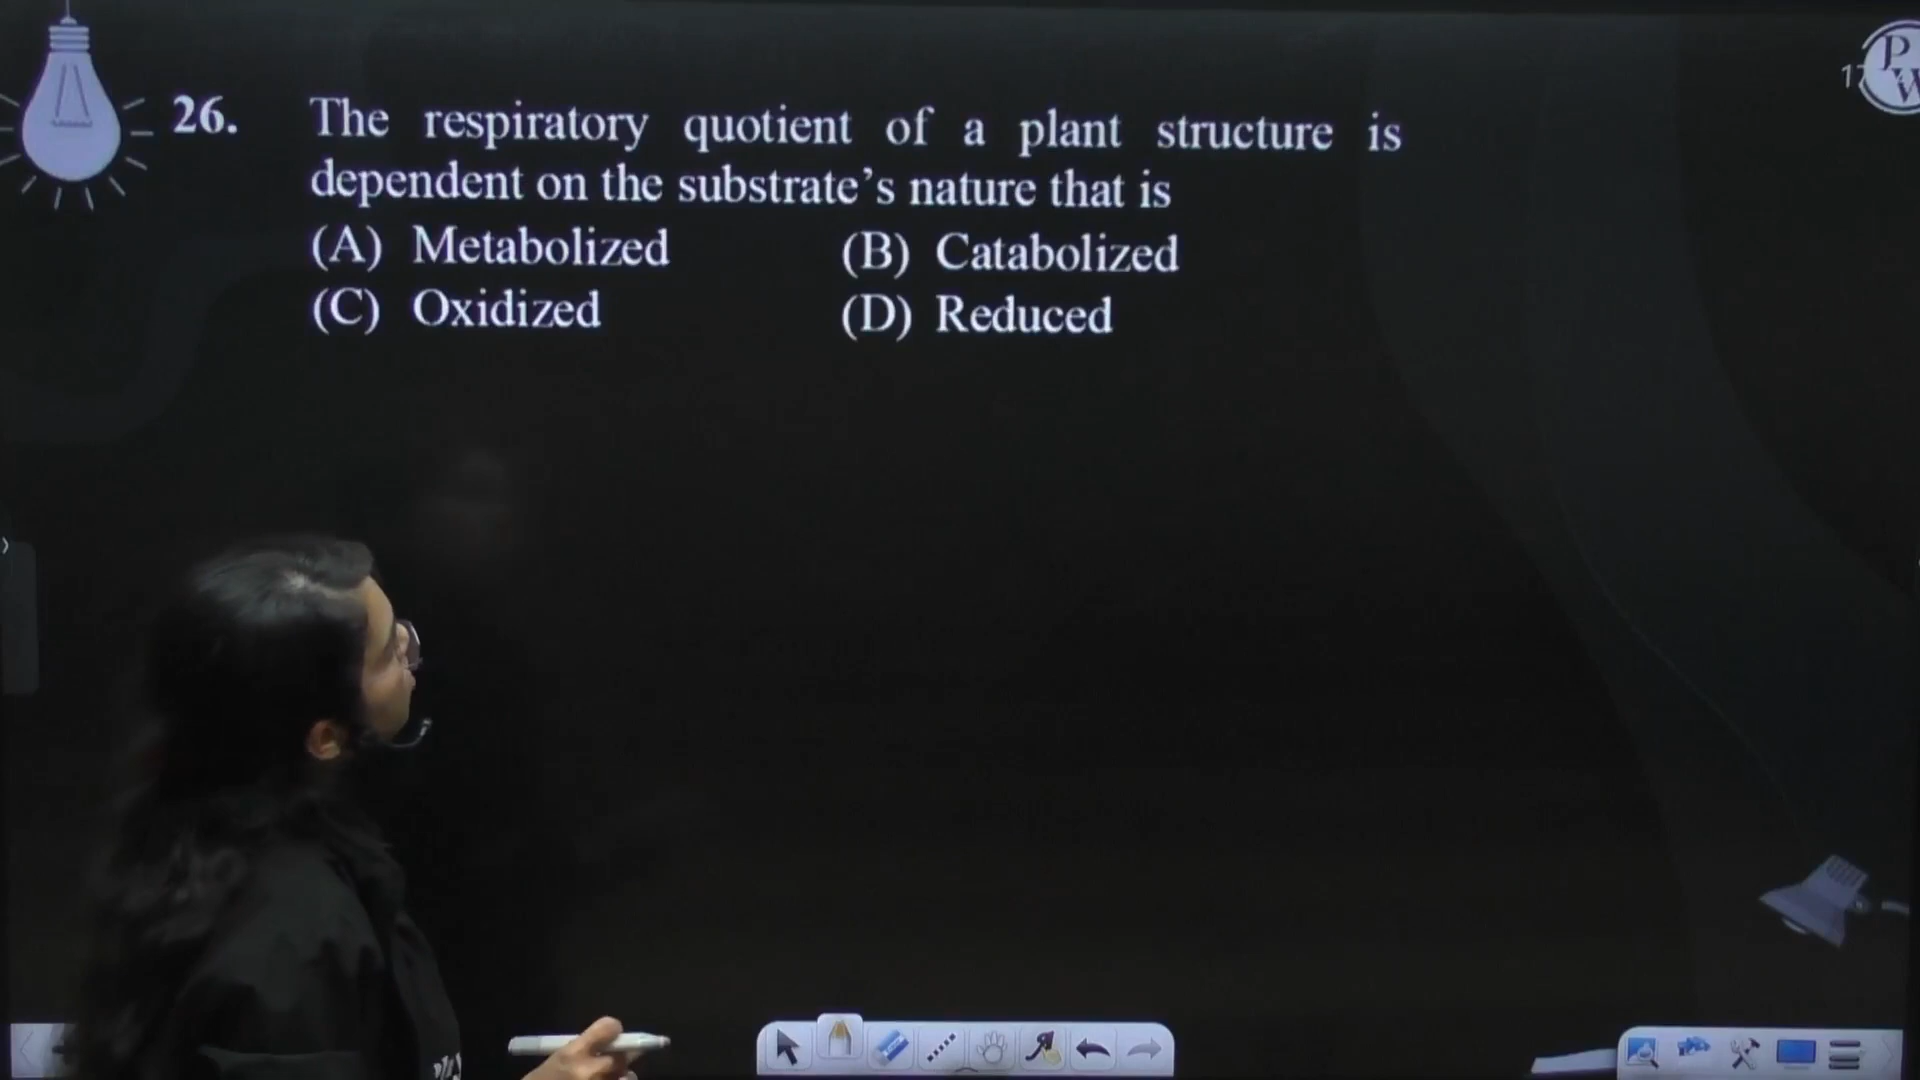 26. The respiratory quotient of a plant structure is
dependent on the substrate’s nature that is
(A) Metabolized (B) Catabolized
(C) Oxidized (D) Reduced
PW